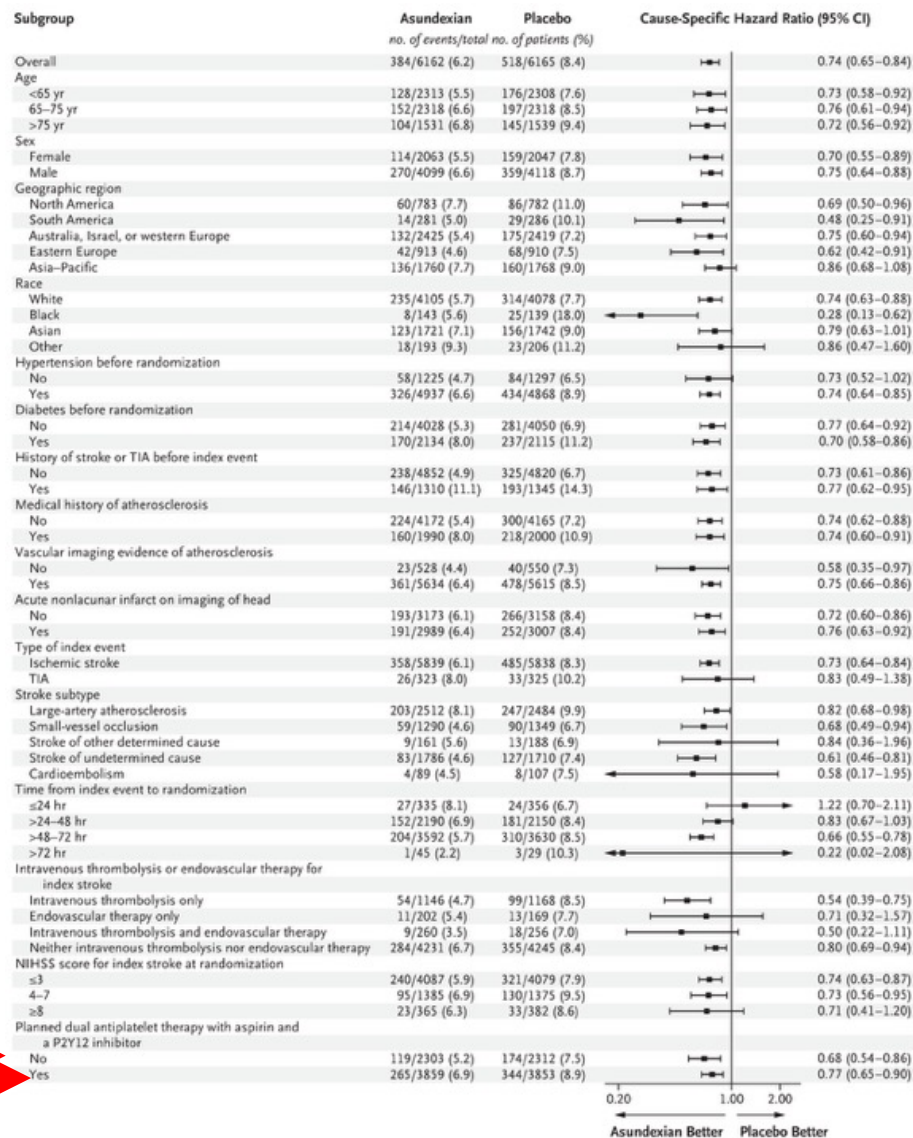 Subgroup Asundexian Placebo Cause-Specific Hazard Ratio (95% CI)
no. of events/total no. of patients (%)
Overall 384/6162 (6.2) 518/6165 (8.4) 0.74 (0.65–0.84)
Age
<65 yr 128/2313 (5.5) 176/2308 (7.6) 0.73 (0.58–0.92)
65–75 yr 152/2318 (6.6) 197/2318 (8.5) 0.76 (0.61–0.94)
>75 yr 104/1531 (6.8) 145/1539 (9.4) 0.72 (0.56–0.92)
Sex
Female 114/2063 (5.5) 159/2047 (7.8) 0.70 (0.55–0.89)
Male 270/4099 (6.6) 359/4118 (8.7) 0.75 (0.64–0.88)
Geographic region
North America 60/783 (7.7) 86/782 (11.0) 0.69 (0.50–0.96)
South America 14/281 (5.0) 29/286 (10.1) 0.48 (0.25–0.91)
Australia, Israel, or western Europe 132/2425 (5.4) 175/2419 (7.2) 0.75 (0.60–0.94)
Eastern Europe 42/913 (4.6) 68/910 (7.5) 0.62 (0.42–0.91)
Asia–Pacific 136/1760 (7.7) 160/1768 (9.0) 0.86 (0.68–1.08)
Race
White 235/4105 (5.7) 314/4078 (7.7) 0.74 (0.63–0.88)
Black 8/143 (5.6) 25/139 (18.0) 0.28 (0.13–0.62)
Asian 123/1721 (7.1) 156/1742 (9.0) 0.79 (0.63–1.01)
Other 18/193 (9.3) 23/206 (11.2) 0.86 (0.47–1.60)
Hypertension before randomization
No 58/1225 (4.7) 84/1297 (6.5) 0.73 (0.52–1.02)
Yes 326/4937 (6.6) 434/4868 (8.9) 0.74 (0.64–0.85)
Diabetes before randomization
No 214/4028 (5.3) 281/4050 (6.9) 0.77 (0.64–0.92)
Yes 170/2134 (8.0) 237/2115 (11.2) 0.70 (0.58–0.86)
History of stroke or TIA before index event
No 238/4852 (4.9) 325/4820 (6.7) 0.73 (0.61–0.86)
Yes 146/1310 (11.1) 193/1345 (14.3) 0.77 (0.62–0.95)
Medical history of atherosclerosis
No 224/4172 (5.4) 300/4165 (7.2) 0.74 (0.62–0.88)
Yes 160/1990 (8.0) 218/2000 (10.9) 0.74 (0.60–0.91)
Vascular imaging evidence of atherosclerosis
No 23/528 (4.4) 40/550 (7.3) 0.58 (0.35–0.97)
Yes 361/5634 (6.4) 478/5615 (8.5) 0.75 (0.66–0.86)
Acute nonlacunar infarct on imaging of head
No 193/3173 (6.1) 266/3158 (8.4) 0.72 (0.60–0.86)
Yes 191/2989 (6.4) 252/3007 (8.4) 0.76 (0.63–0.92)
Type of index event
Ischemic stroke 358/5839 (6.1) 485/5838 (8.3) 0.73 (0.64–0.84)
TIA 26/323 (8.0) 33/325 (10.2) 0.83 (0.49–1.38)
Stroke subtype
Large-artery atherosclerosis 203/2512 (8.1) 247/2484 (9.9) 0.82 (0.68–0.98)
Small-vessel occlusion 59/1290 (4.6) 90/1349 (6.7) 0.68 (0.49–0.94)
Stroke of other determined cause 9/161 (5.6) 13/188 (6.9) 0.84 (0.36–1.96)
Stroke of undetermined cause 83/1786 (4.6) 127/1710 (7.4) 0.61 (0.46–0.81)
Cardioembolism 4/89 (4.5) 8/107 (7.5) 0.58 (0.17–1.95)
Time from index event to randomization
≤24 hr 27/335 (8.1) 24/356 (6.7) 1.22 (0.70–2.11)
>24–48 hr 152/2190 (6.9) 181/2150 (8.4) 0.83 (0.67–1.03)
>48–72 hr 204/3592 (5.7) 310/3630 (8.5) 0.66 (0.55–0.78)
>72 hr 1/45 (2.2) 3/29 (10.3) 0.22 (0.02–2.08)
Intravenous thrombolysis or endovascular therapy for
index stroke
Intravenous thrombolysis only 54/1146 (4.7) 99/1168 (8.5) 0.54 (0.39–0.75)
Endovascular therapy only 11/202 (5.4) 13/169 (7.7) 0.71 (0.32–1.57)
Intravenous thrombolysis and endovascular therapy 9/260 (3.5) 18/256 (7.0) 0.50 (0.22–1.11)
Neither intravenous thrombolysis nor endovascular therapy 284/4231 (6.7) 355/4245 (8.4) 0.80 (0.69–0.94)
NIHSS score for index stroke at randomization
≤3 240/4087 (5.9) 321/4079 (7.9) 0.74 (0.63–0.87)
4–7 95/1385 (6.9) 130/1375 (9.5) 0.73 (0.56–0.95)
≥8 23/365 (6.3) 33/382 (8.6) 0.71 (0.41–1.20)
Planned dual antiplatelet therapy with aspirin and
a P2Y12 inhibitor
No 119/2303 (5.2) 174/2312 (7.5) 0.68 (0.54–0.86)
Yes 265/3859 (6.9) 344/3853 (8.9) 0.77 (0.65–0.90)
0.20 1.00 2.00
Asundexian Better Placebo Better